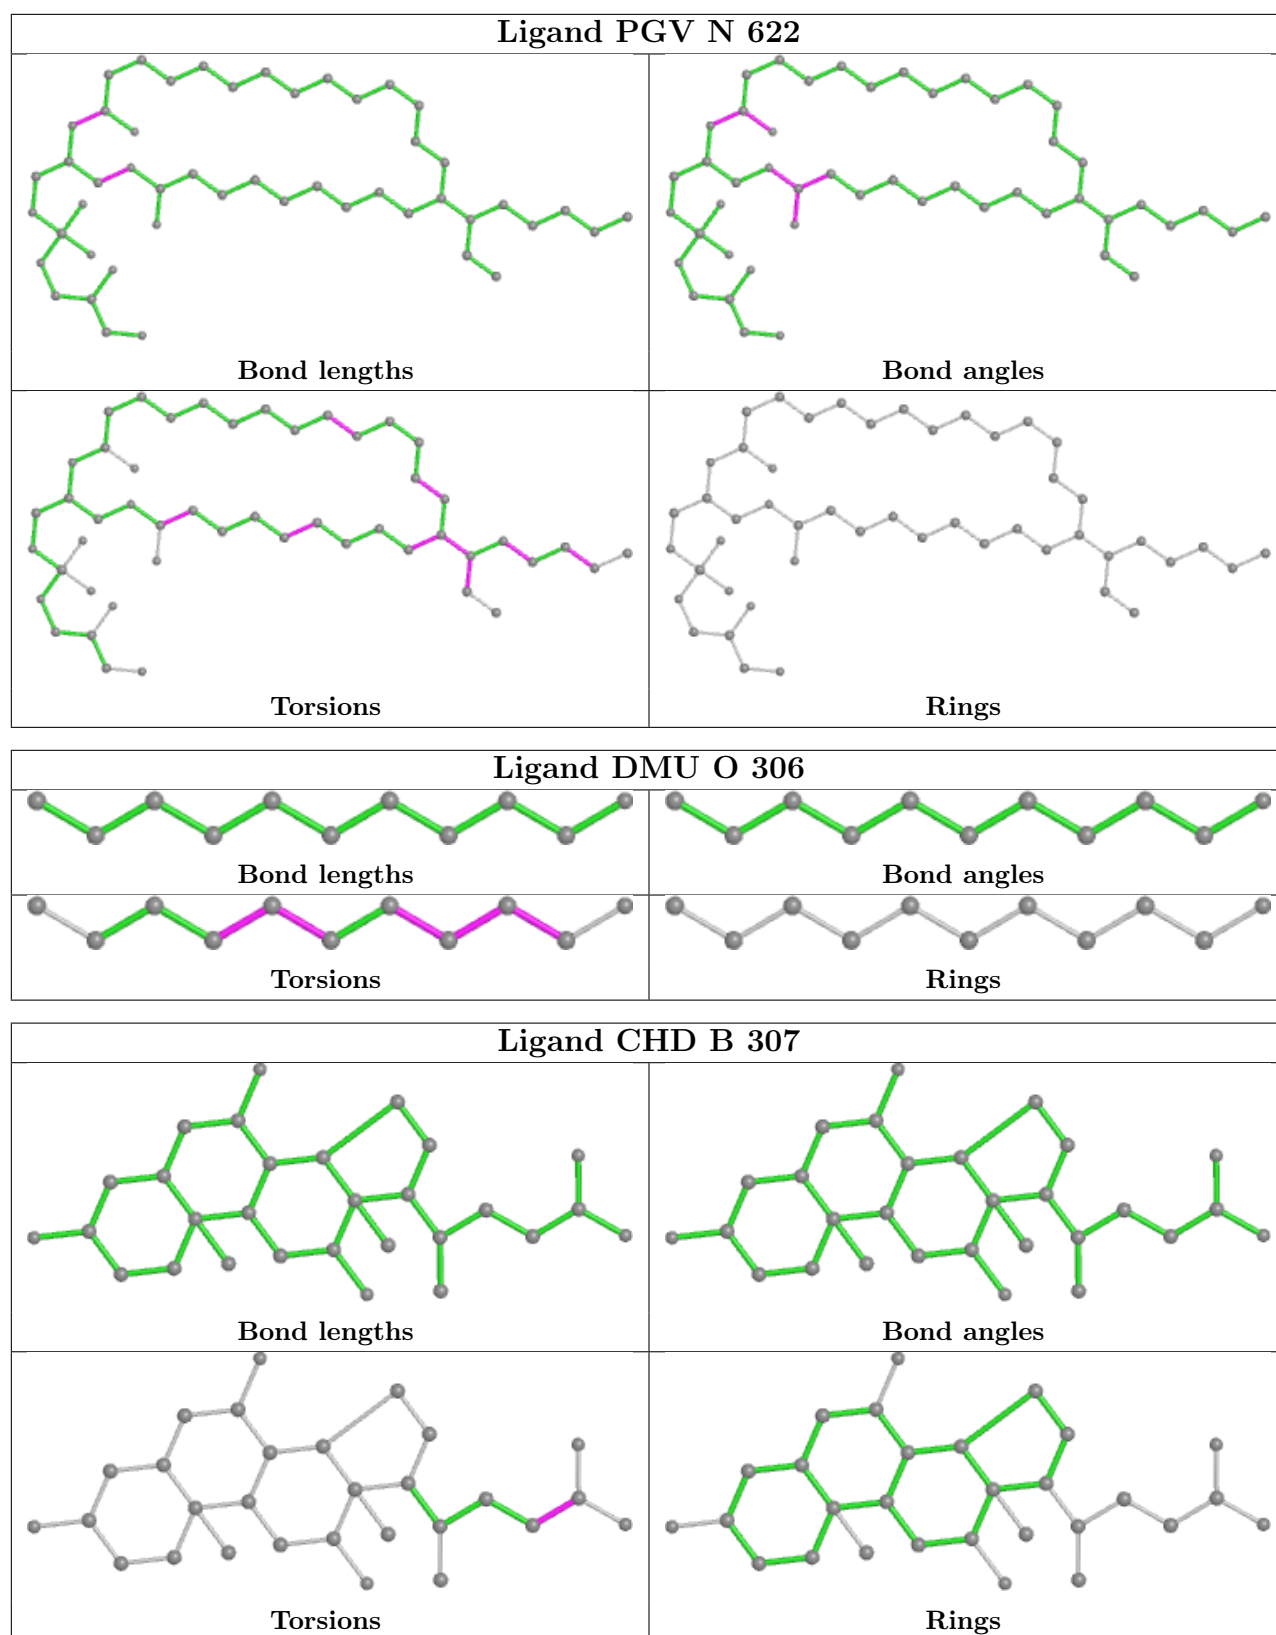 Ligand PGV N 622
Bond lengths
Bond angles
Torsions
Rings
Ligand DMU O 306
Bond lengths
Bond angles
Torsions
Rings
Ligand CHD B 307
Bond lengths
Bond angles
Torsions
Rings